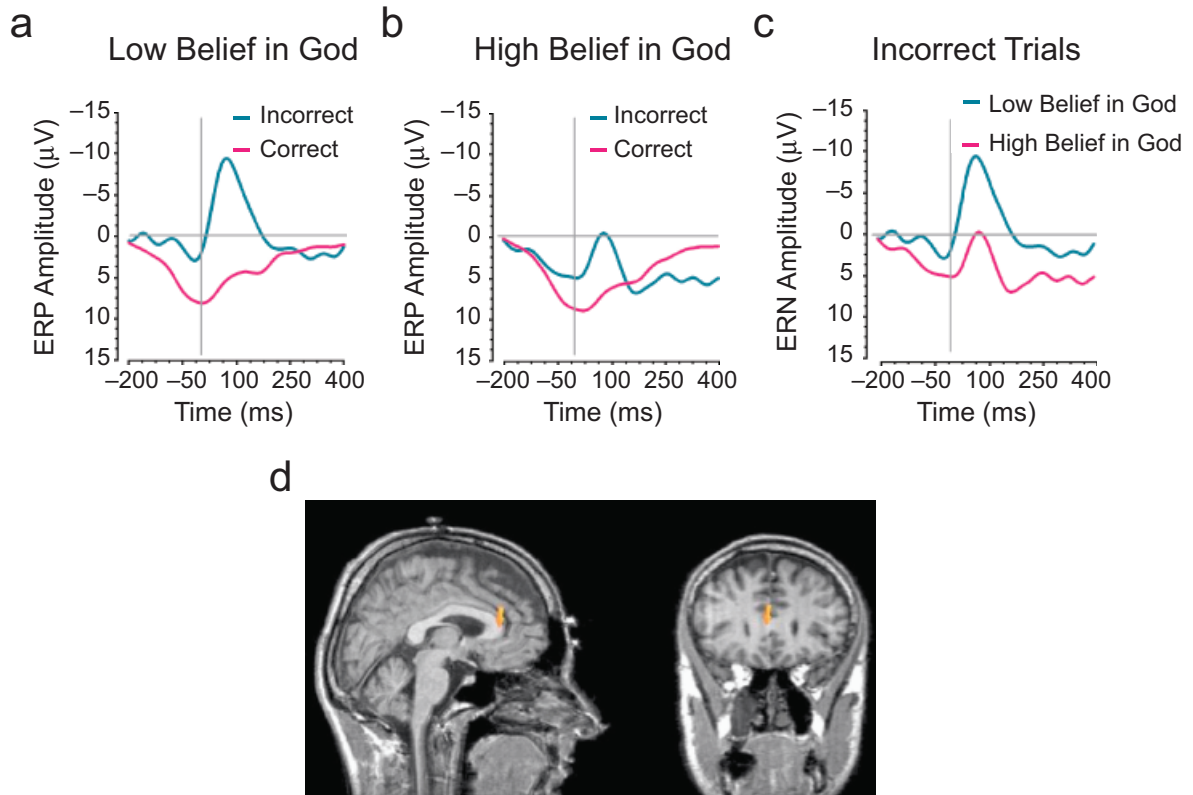 a
Low Belief in God
ERP Amplitude (μV)
–15
–10
–5
0
5
10
15
Incorrect
Correct
–200 –50 100 250 400
Time (ms)
b
High Belief in God
ERP Amplitude (μV)
–15
–10
–5
0
5
10
15
Incorrect
Correct
–200 –50 100 250 400
Time (ms)
c
Incorrect Trials
ERN Amplitude (μV)
–15
–10
–5
0
5
10
15
Low Belief in God
High Belief in God
–200 –50 100 250 400
Time (ms)
d